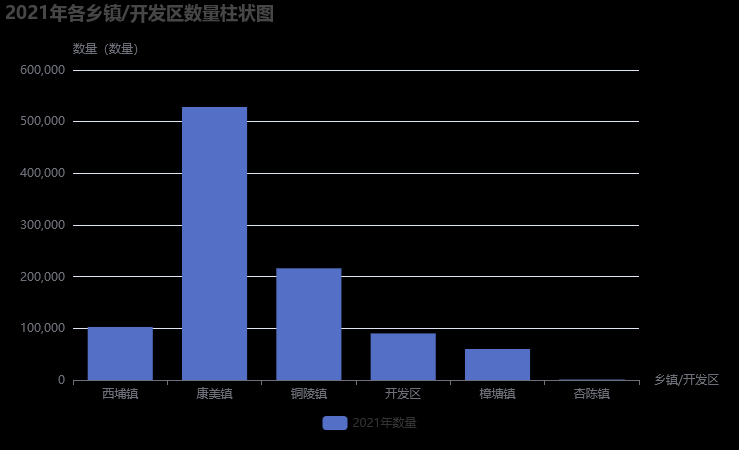 2021年各乡镇/开发区数量柱状图
数量（数量）
600,000
500,000
400,000
300,000
200,000
100,000
0
西埔镇 康美镇 铜陵镇 开发区 樟塘镇 杏陈镇
乡镇/开发区
2021年数量